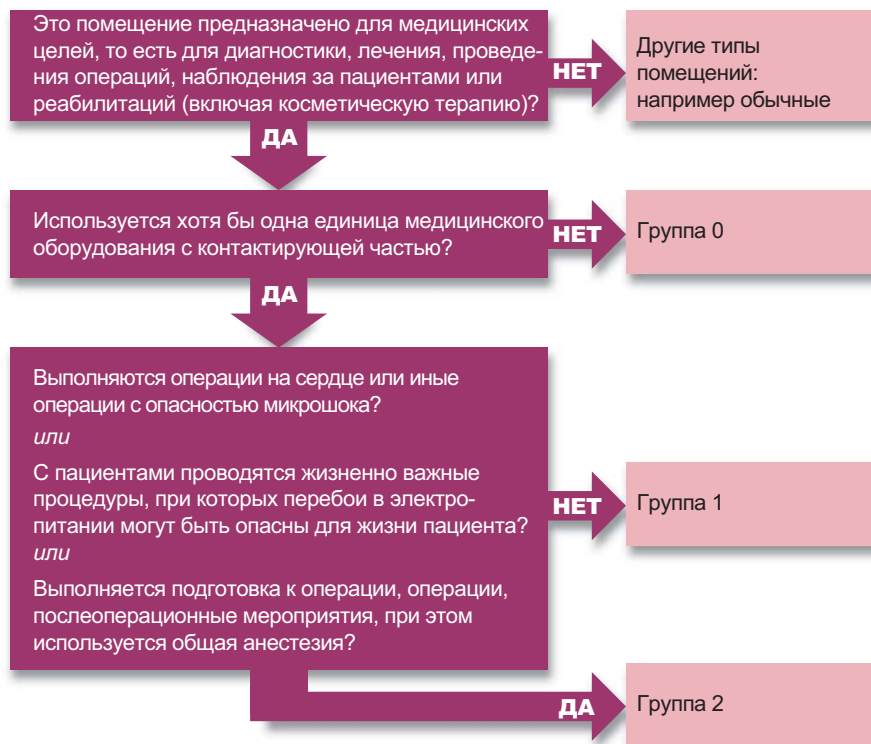 Это помещение предназначено для медицинских
целей, то есть для диагностики, лечения, проведе-
ния операций, наблюдения за пациентами или
реабилитаций (включая косметическую терапию)?
НЕТ
Другие типы
помещений:
например обычные
ДА
Используется хотя бы одна единица медицинского
оборудования с контактирующей частью?
НЕТ
Группа 0
ДА
Выполняются операции на сердце или иные
операции с опасностью микрошока?
или
С пациентами проводятся жизненно важные
процедуры, при которых перебои в электро-
питании могут быть опасны для жизни пациента?
или
Выполняется подготовка к операции, операции,
послеоперационные мероприятия, при этом
используется общая анестезия?
НЕТ
Группа 1
ДА
Группа 2